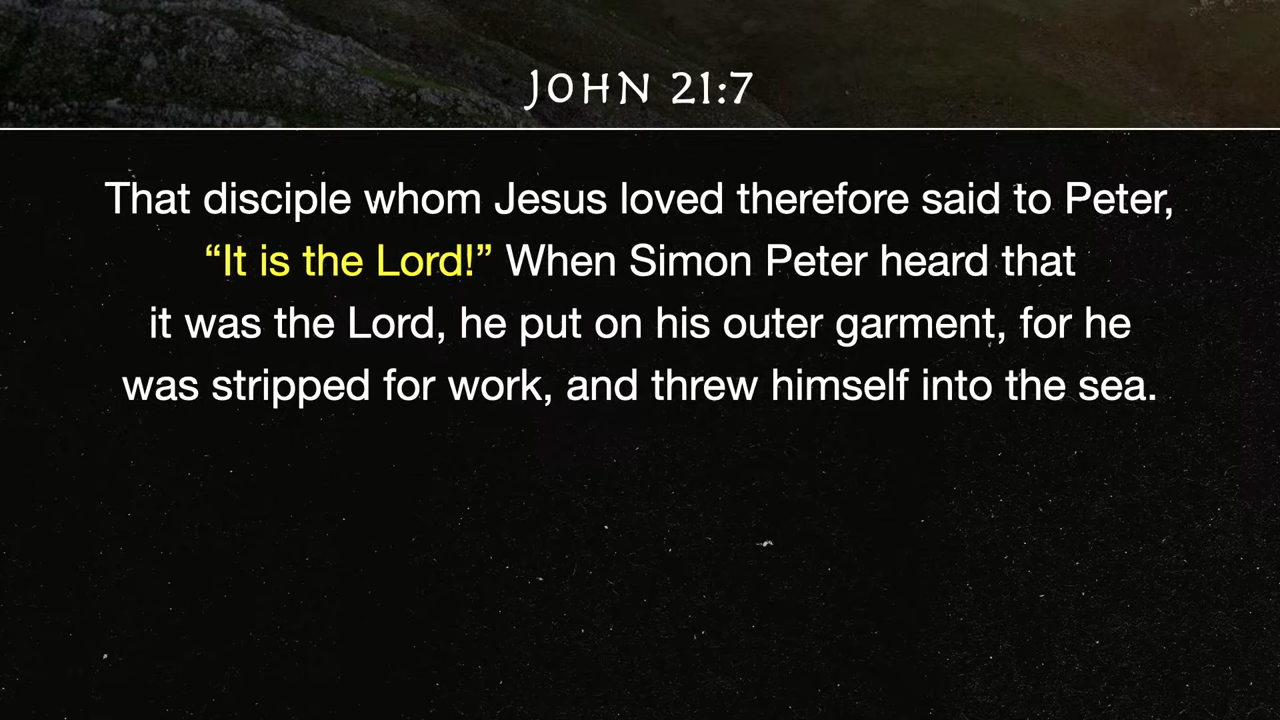 JOHN 21:7
That disciple whom Jesus loved therefore said to Peter,
“It is the Lord!” When Simon Peter heard that
it was the Lord, he put on his outer garment, for he
was stripped for work, and threw himself into the sea.